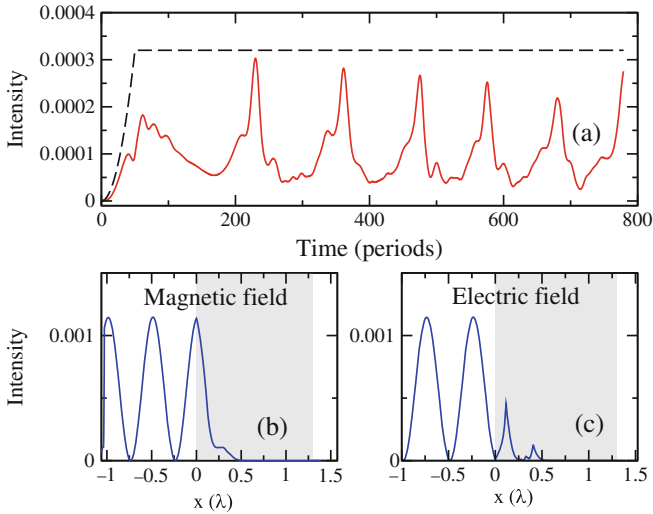 0.0004
0.0003
0.0002
0.0001
0
Intensity
(a)
0 200 400 600 800
Time (periods)
Magnetic field
0.001
0
Intensity
(b)
−1 −0.5 0 0.5 1 1.5
x (λ)
Electric field
0.001
0
(c)
−1 −0.5 0 0.5 1 1.5
x (λ)